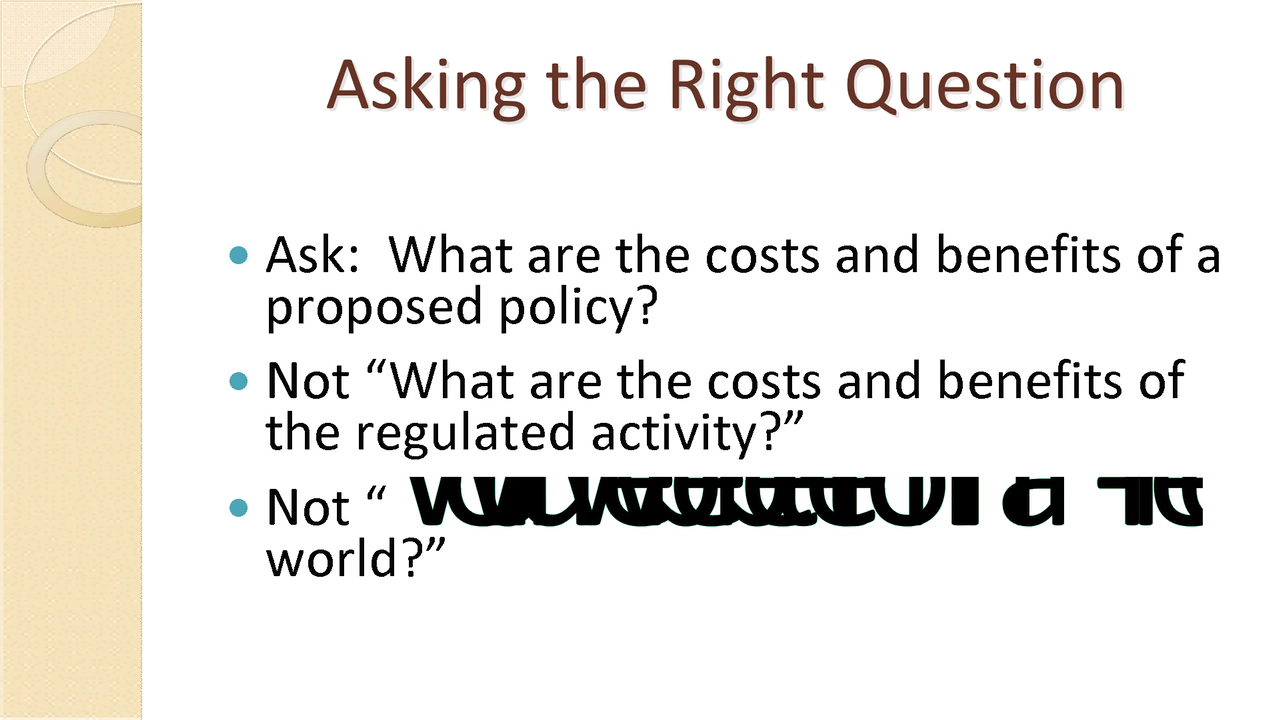 Asking the Right Question
Ask:  What are the costs and benefits of a
proposed policy?
Not “What are the costs and benefits of
the regulated activity?”
Not “
world?”